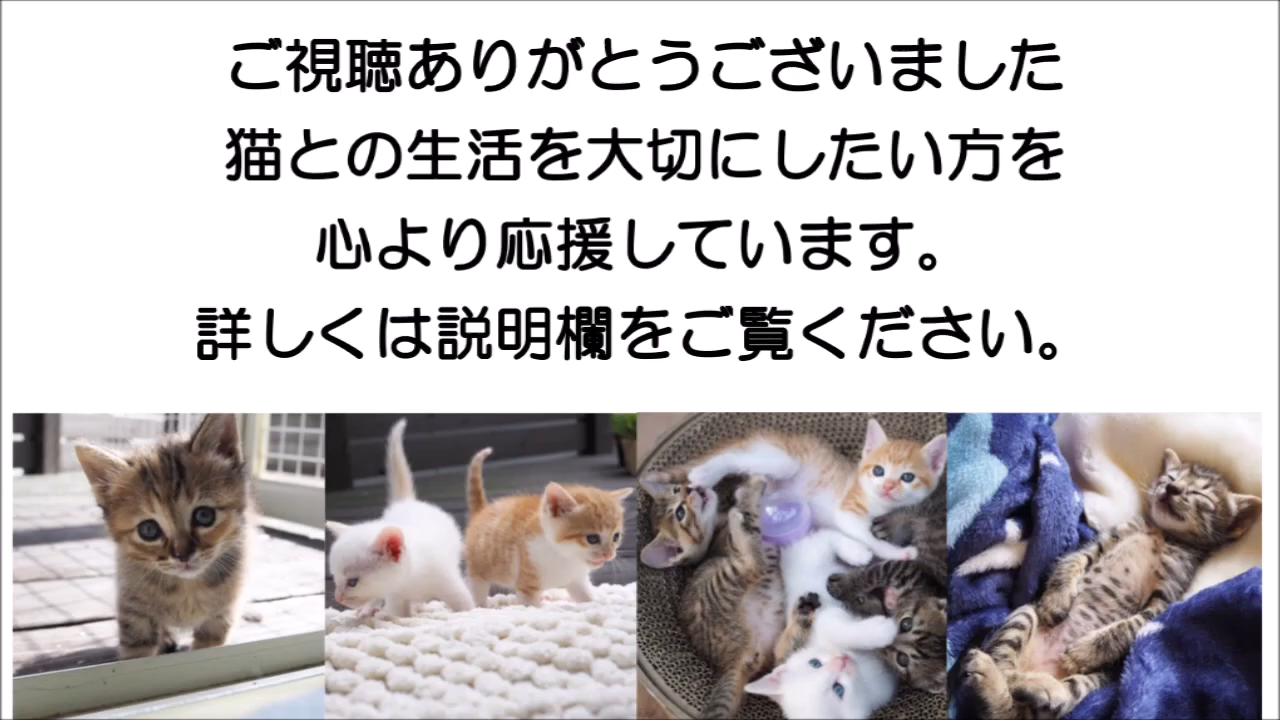 ご視聴ありがとうございました
猫との生活を大切にしたい方を
心より応援しています。
詳しくは説明欄をご覧ください。